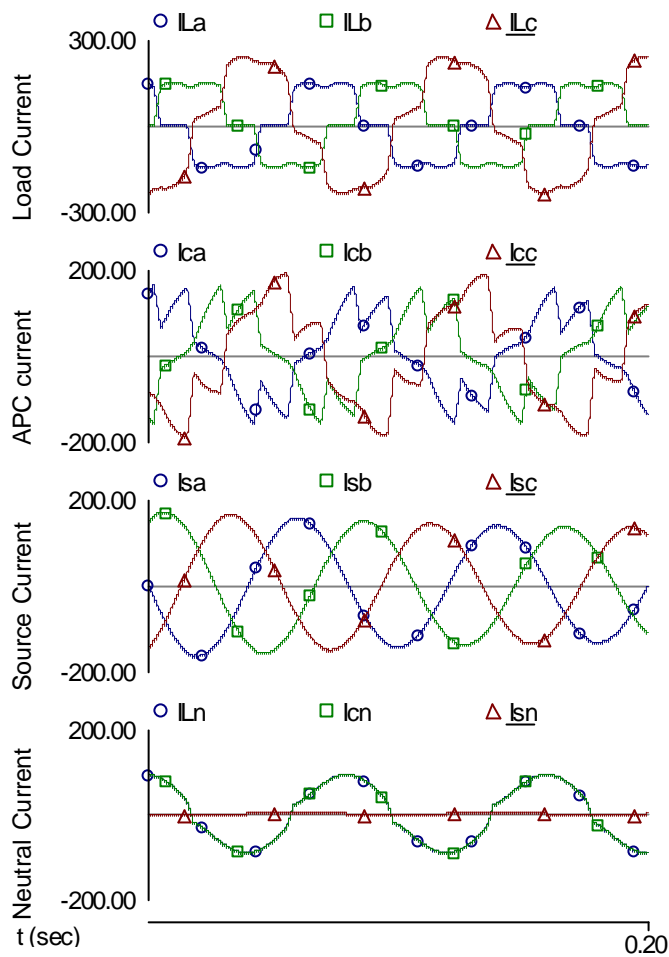 ILa ILb ILc
300.00
Load Current
-300.00
Ica Icb Icc
200.00
APC current
-200.00
Isa Isb Isc
200.00
Source Current
-200.00
ILn Icn Isn
200.00
Neutral Current
-200.00
t (sec) 0.20